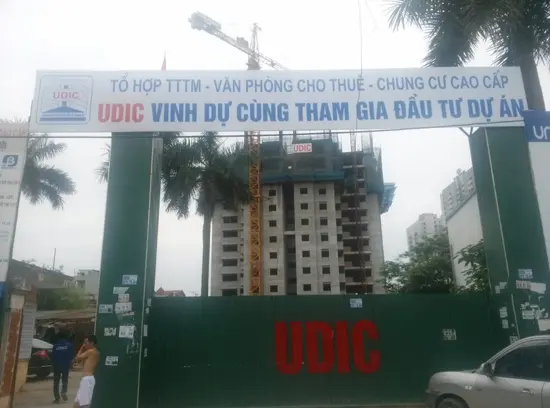 UDIC
TỔ HỢP TTTM - VĂN PHÒNG CHO THUÊ - CHUNG CƯ CAO CẤP
UDIC VINH DỰ CÙNG THAM GIA ĐẦU TƯ DỰ ÁN
UDIC
UDIC